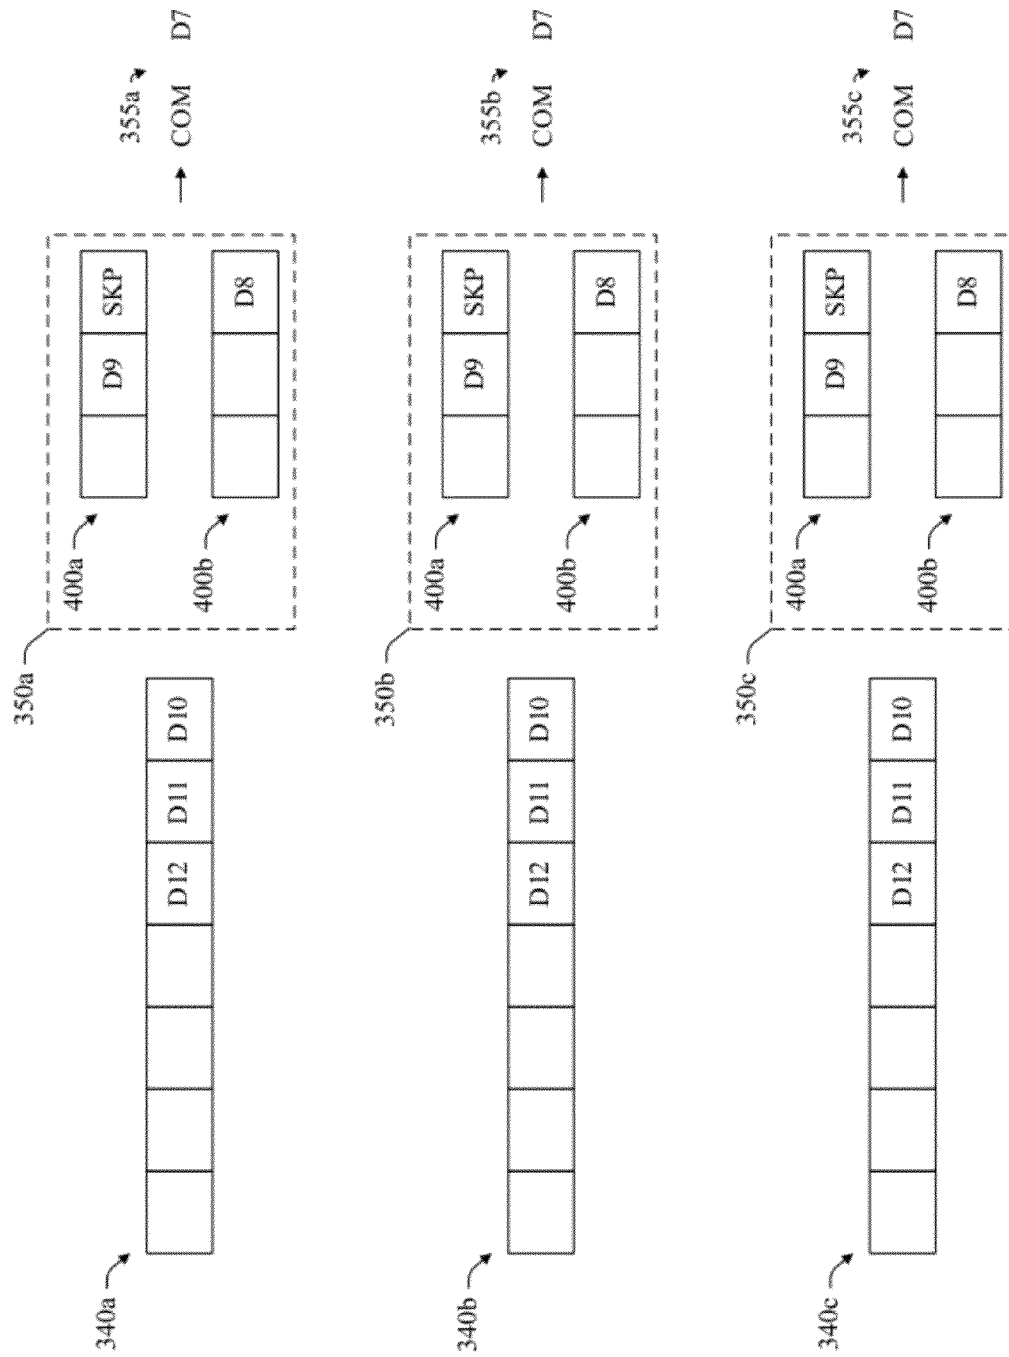 350a
400a
340a D9 SKP 355a
D12 D11 D10 COM D7
400b
D8
350b
400a
340b D9 SKP 355b
D12 D11 D10 COM D7
400b
D8
350c
400a
340c D9 SKP 355c
D12 D11 D10 COM D7
400b
D8